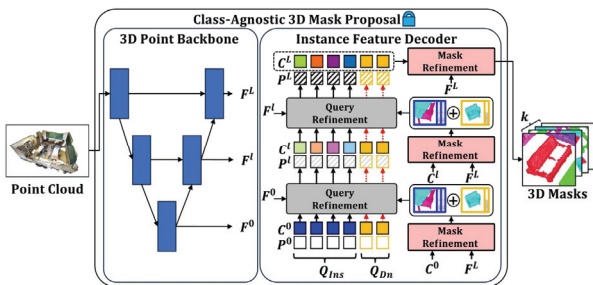 Class-Agnostic 3D Mask Proposal
3D Point Backbone
Instance Feature Decoder
C^L
P^L
Mask Refinement
F^L
F^L
F^l
Query Refinement
k
Point Cloud
F^l
C^l
P^l
Mask Refinement
C^l
F^L
3D Masks
F^0
Query Refinement
F^0
C^0
P^0
Mask Refinement
Q_Ins
Q_Dn
C^0
F^L